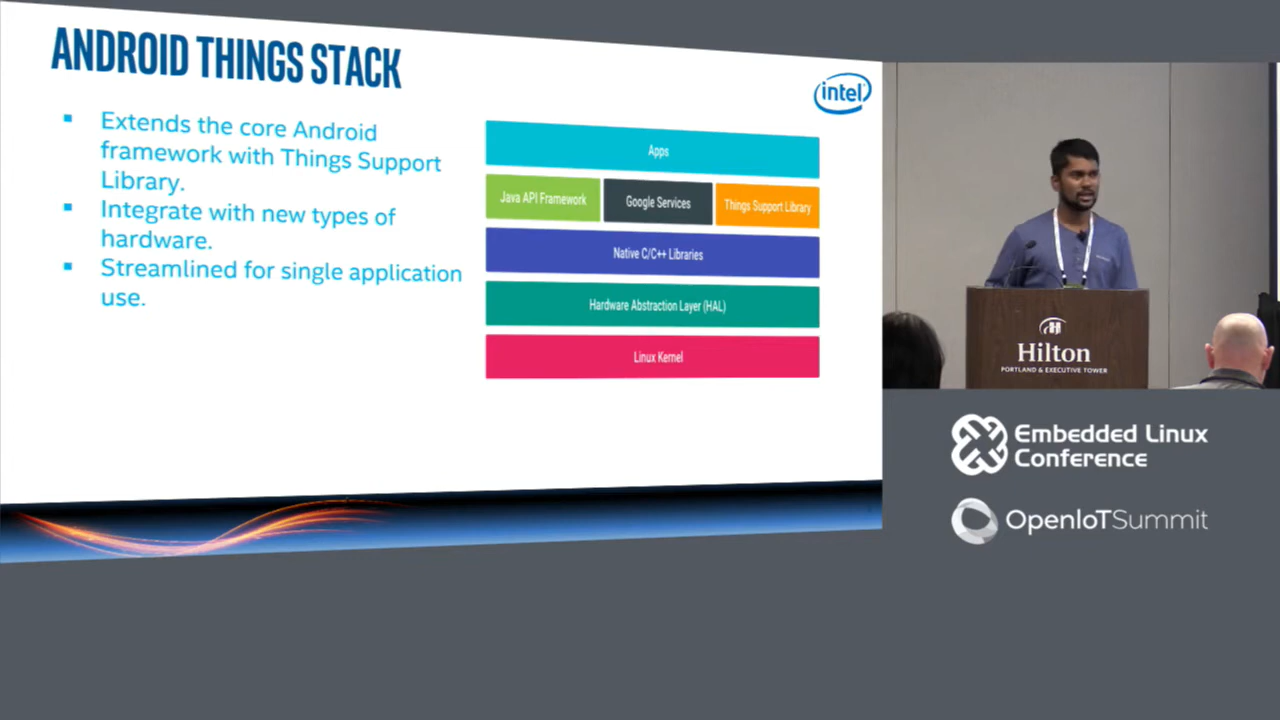 ANDROID THINGS STACK
intel
Extends the core Android
framework with Things Support
Library.
Integrate with new types of
hardware.
Streamlined for single application
use.
Apps
Java API Framework
Google Services
Things Support Library
Native C/C++ Libraries
Hardware Abstraction Layer (HAL)
Linux Kernel
Hilton
PORTLAND & EXECUTIVE TOWER
Embedded Linux
Conference
OpenIoTSummit